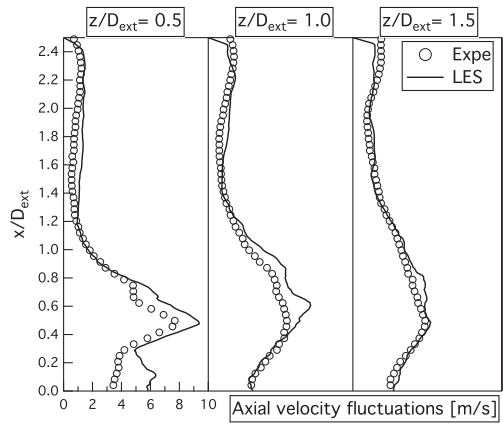 z/Dext= 0.5
z/Dext= 1.0
z/Dext= 1.5
Expe
LES
x/Dext
2.4
2.2
2.0
1.8
1.6
1.4
1.2
1.0
0.8
0.6
0.4
0.2
0.0
0 2 4 6 8 10
Axial velocity fluctuations [m/s]